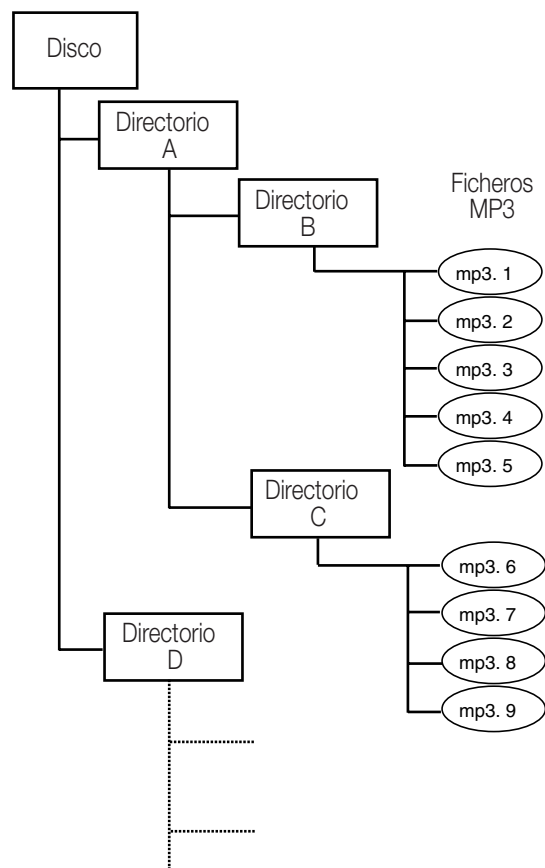 Disco
Directorio
A
Directorio
B
Ficheros
MP3
mp3. 1
mp3. 2
mp3. 3
mp3. 4
mp3. 5
Directorio
C
mp3. 6
mp3. 7
mp3. 8
mp3. 9
Directorio
D